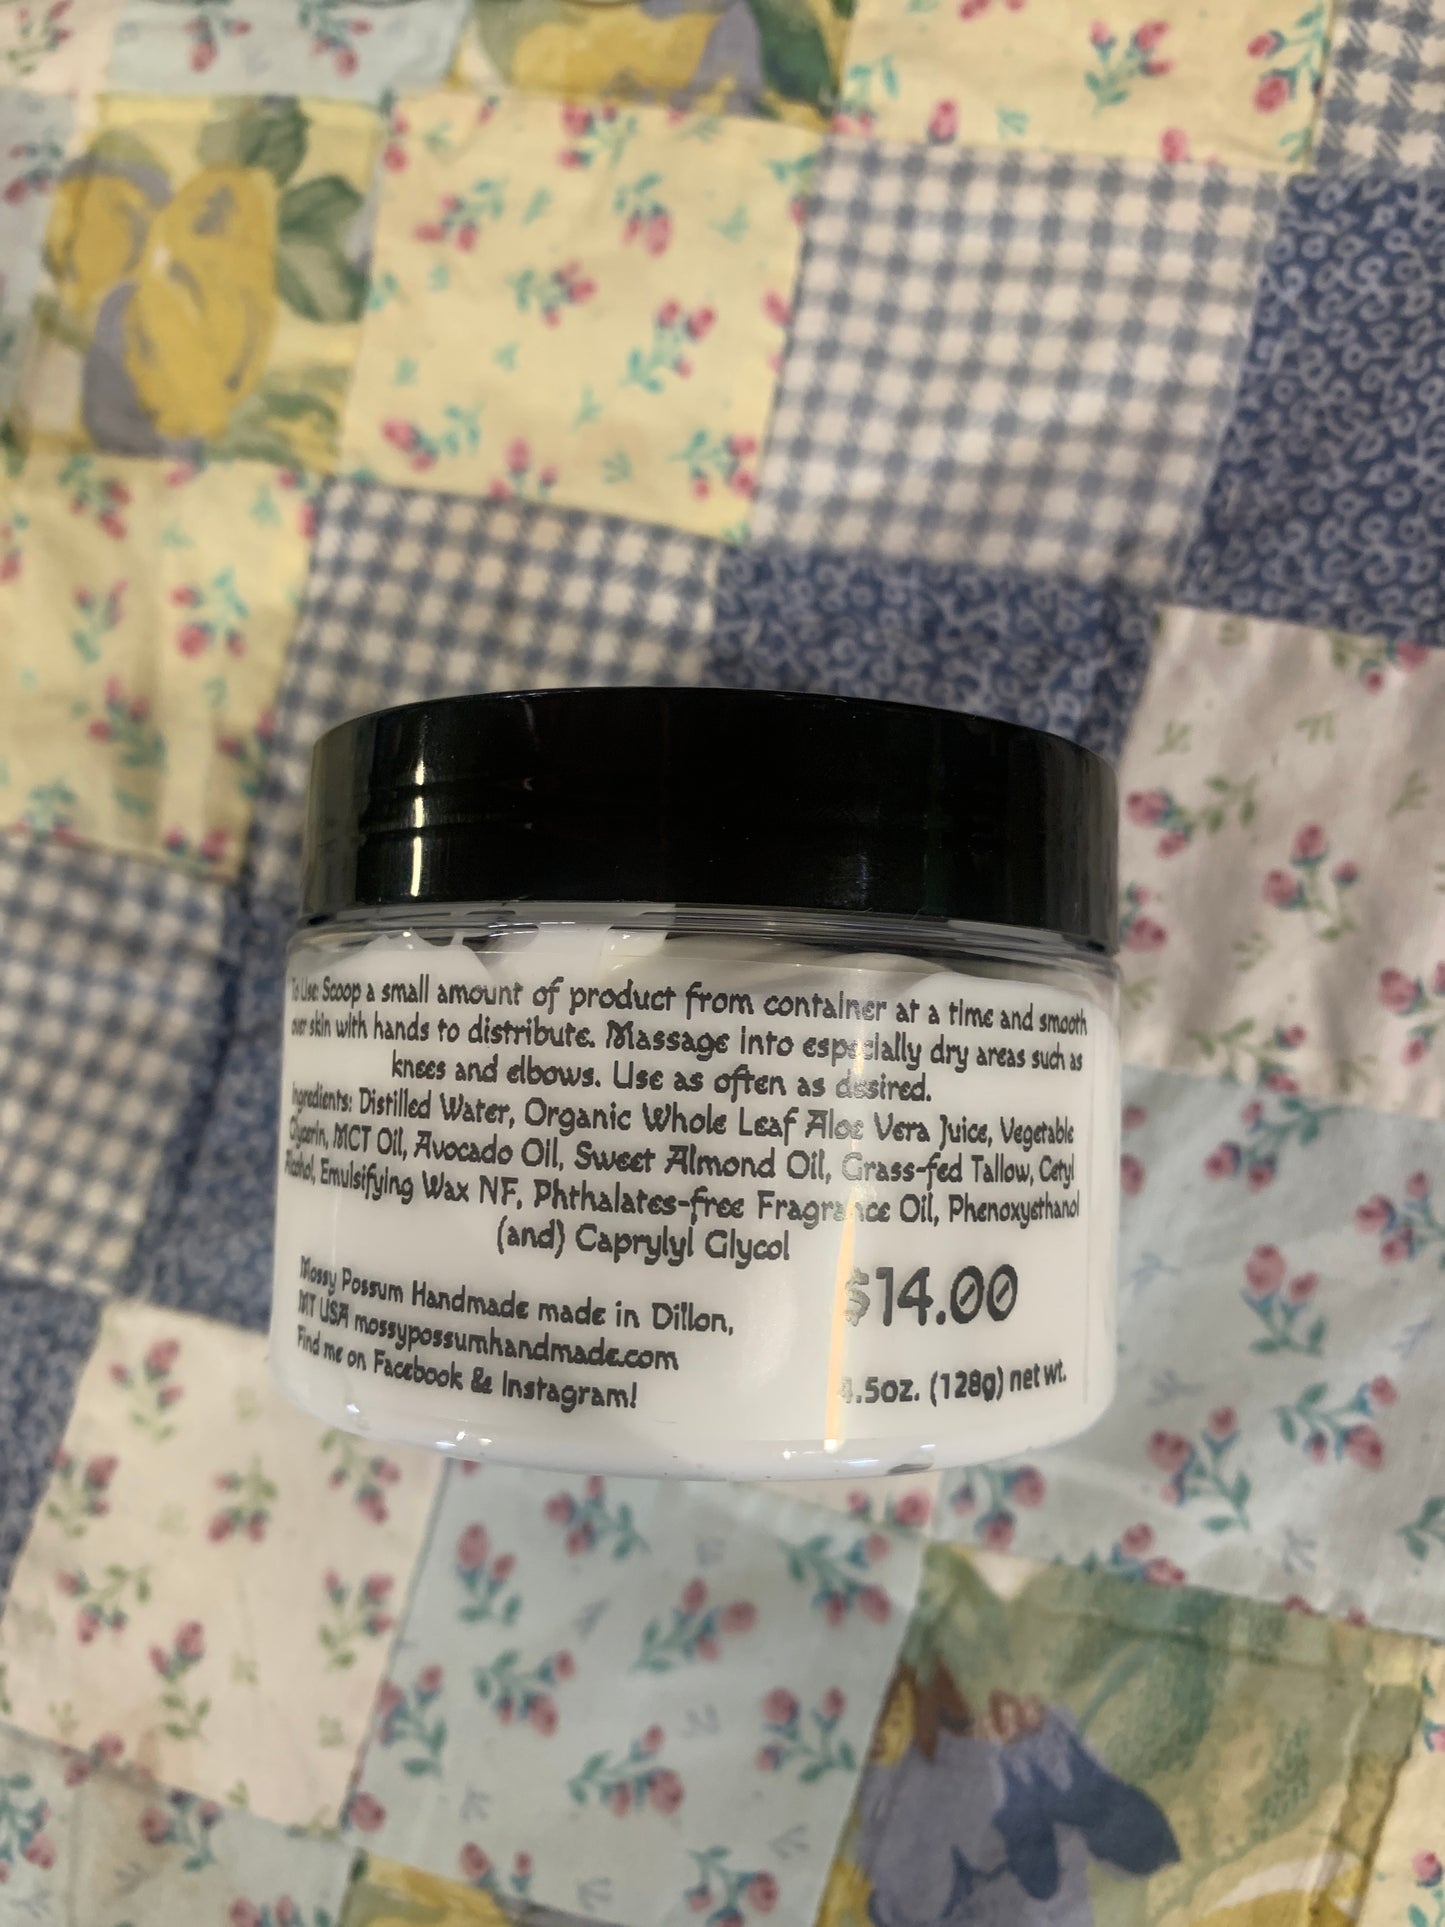 To Use: Scoop a small amount of product from container at a time and smooth
over skin with hands to distribute. Massage into especially dry areas such as
knees and elbows. Use as often as desired.
Ingredients: Distilled Water, Organic Whole Leaf Aloe Vera Juice, Vegetable
Glycerin, MCT Oil, Avocado Oil, Sweet Almond Oil, Grass-fed Tallow, Cetyl
Alcohol, Emulsifying Wax NF, Phthalates-free Fragrance Oil, Phenoxyethanol
(and) Caprylyl Glycol
Mossy Possum Handmade made in Dillon,
MT USA mossypossumhandmade.com
Find me on Facebook & Instagram!
$14.00
4.5oz. (128g) net wt.